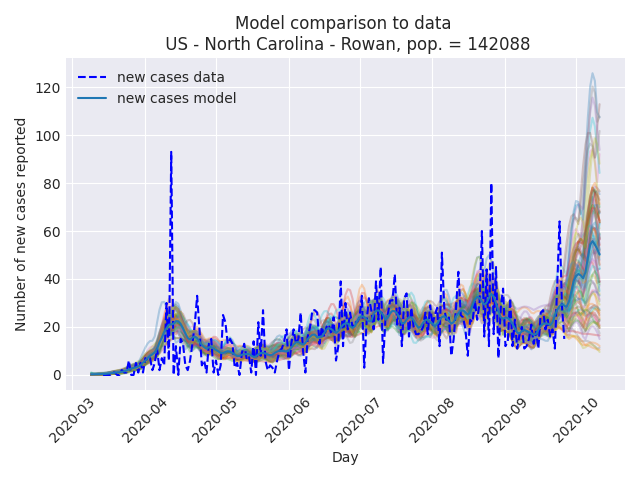 Model comparison to data
US - North Carolina - Rowan, pop. = 142088
new cases data
new cases model
Number of new cases reported
120
100
80
60
40
20
0
2020-03
2020-04
2020-05
2020-06
2020-07
2020-08
2020-09
2020-10
Day